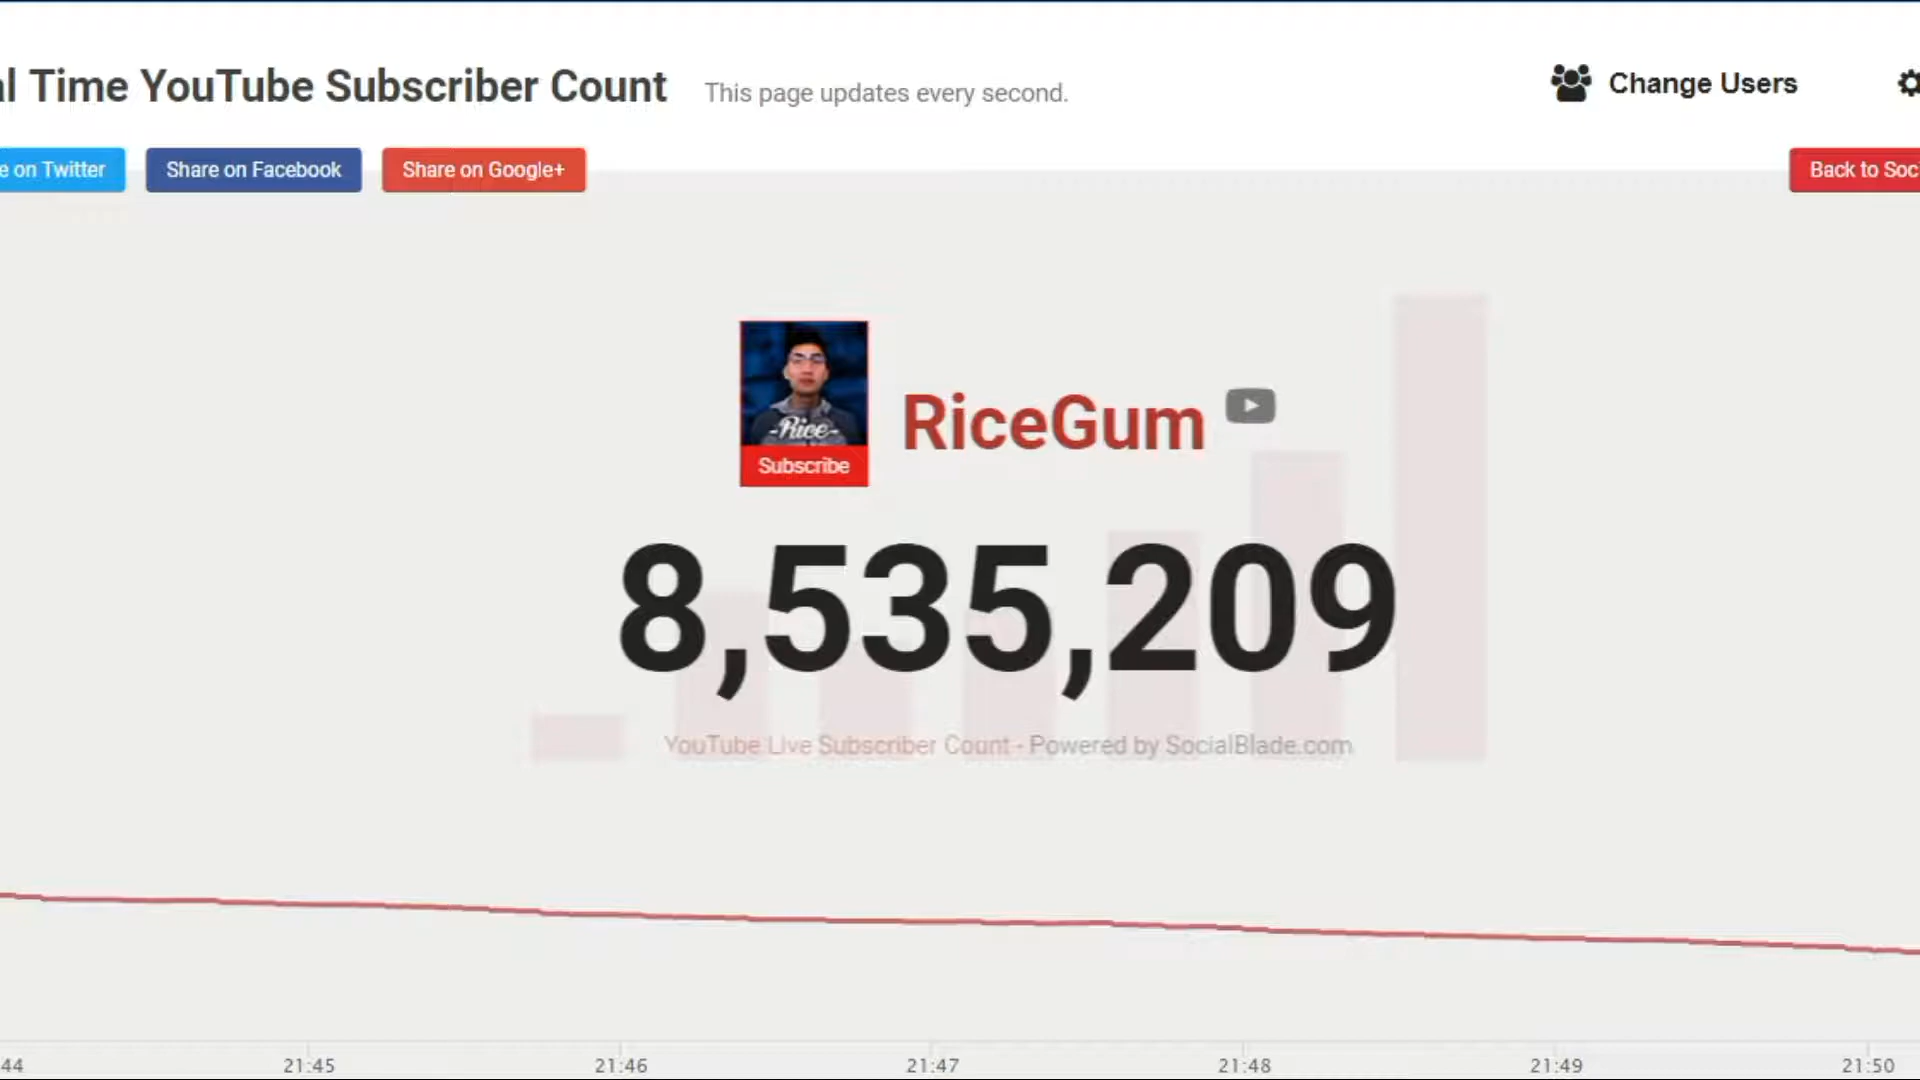 al Time YouTube Subscriber Count This page updates every second. Change Users
e on Twitter Share on Facebook Share on Google+ Back to Soc
-Rice-
Subscribe
RiceGum
8,535,209
YouTube Live Subscriber Count - Powered by SocialBlade.com
44 21:45 21:46 21:47 21:48 21:49 21:50